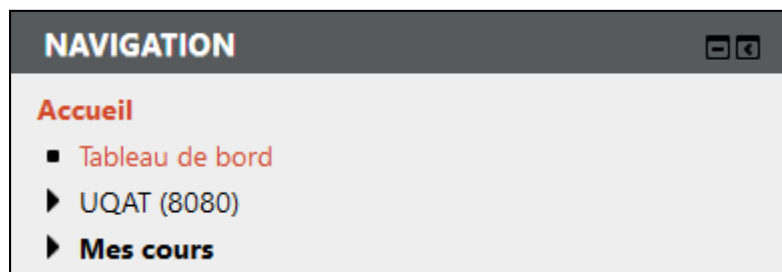 NAVIGATION
Accueil
Tableau de bord
UQAT (8080)
Mes cours